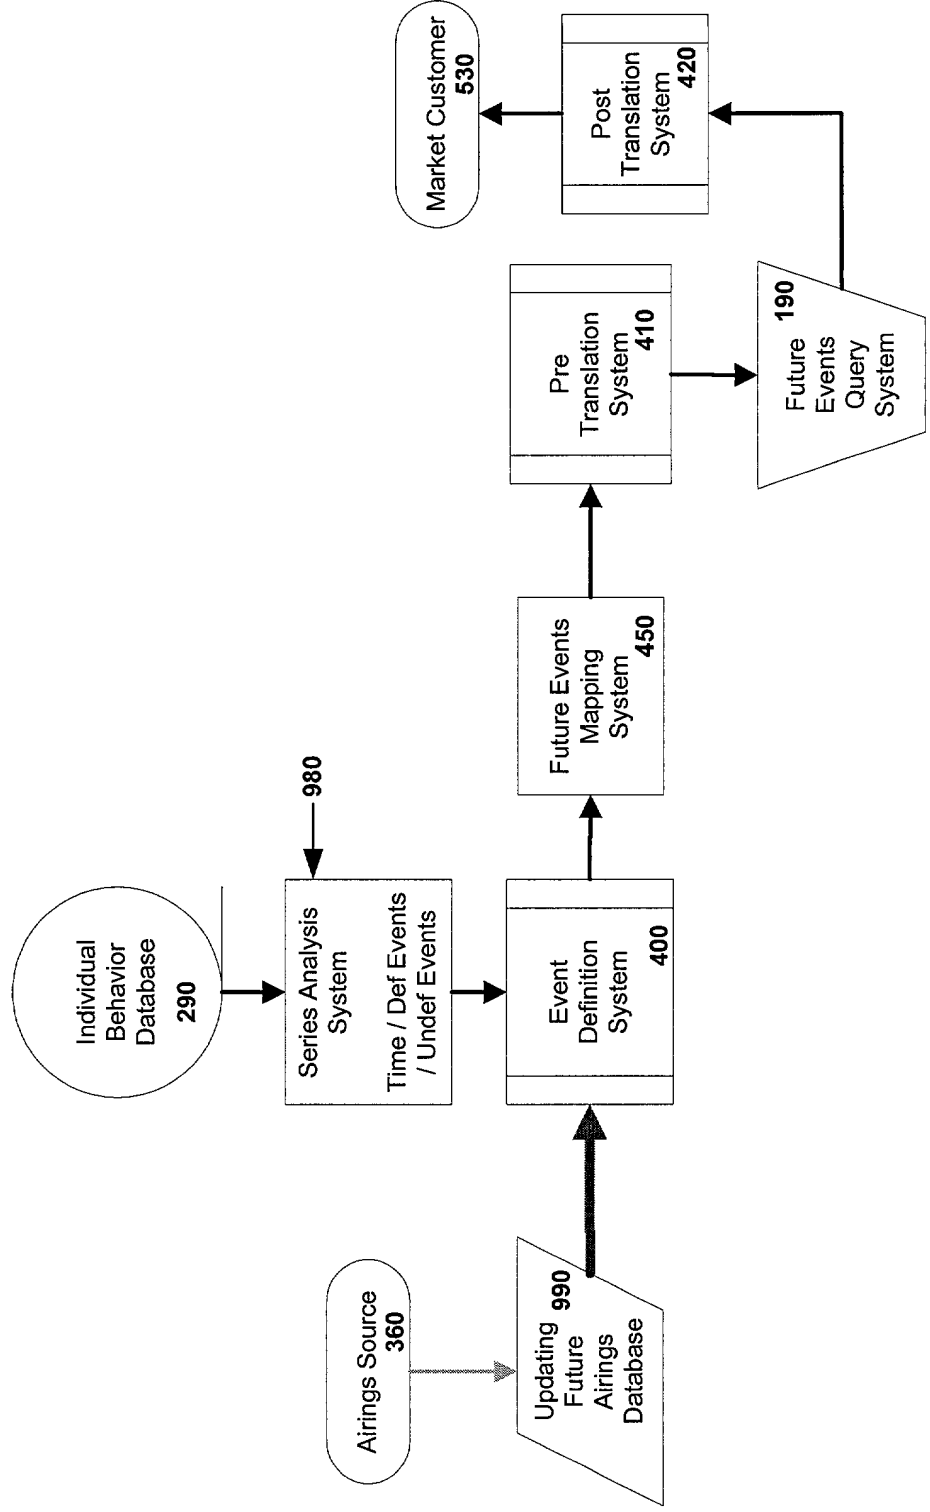 Individual
Behavior
Database
290
Series Analysis
System
Time / Def Events
/ Undef Events
980
Airings Source
360
Updating
Future
Airings
Database
990
Event
Definition
System
400
Future Events
Mapping
System
450
Pre
Translation
System
410
Future
Events
Query
System
190
Post
Translation
System
420
Market Customer
530